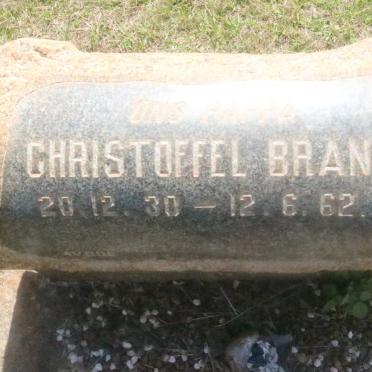 ONS PAPPA
CHRISTOFFEL BRAN
20.12.30 – 12.6.62.